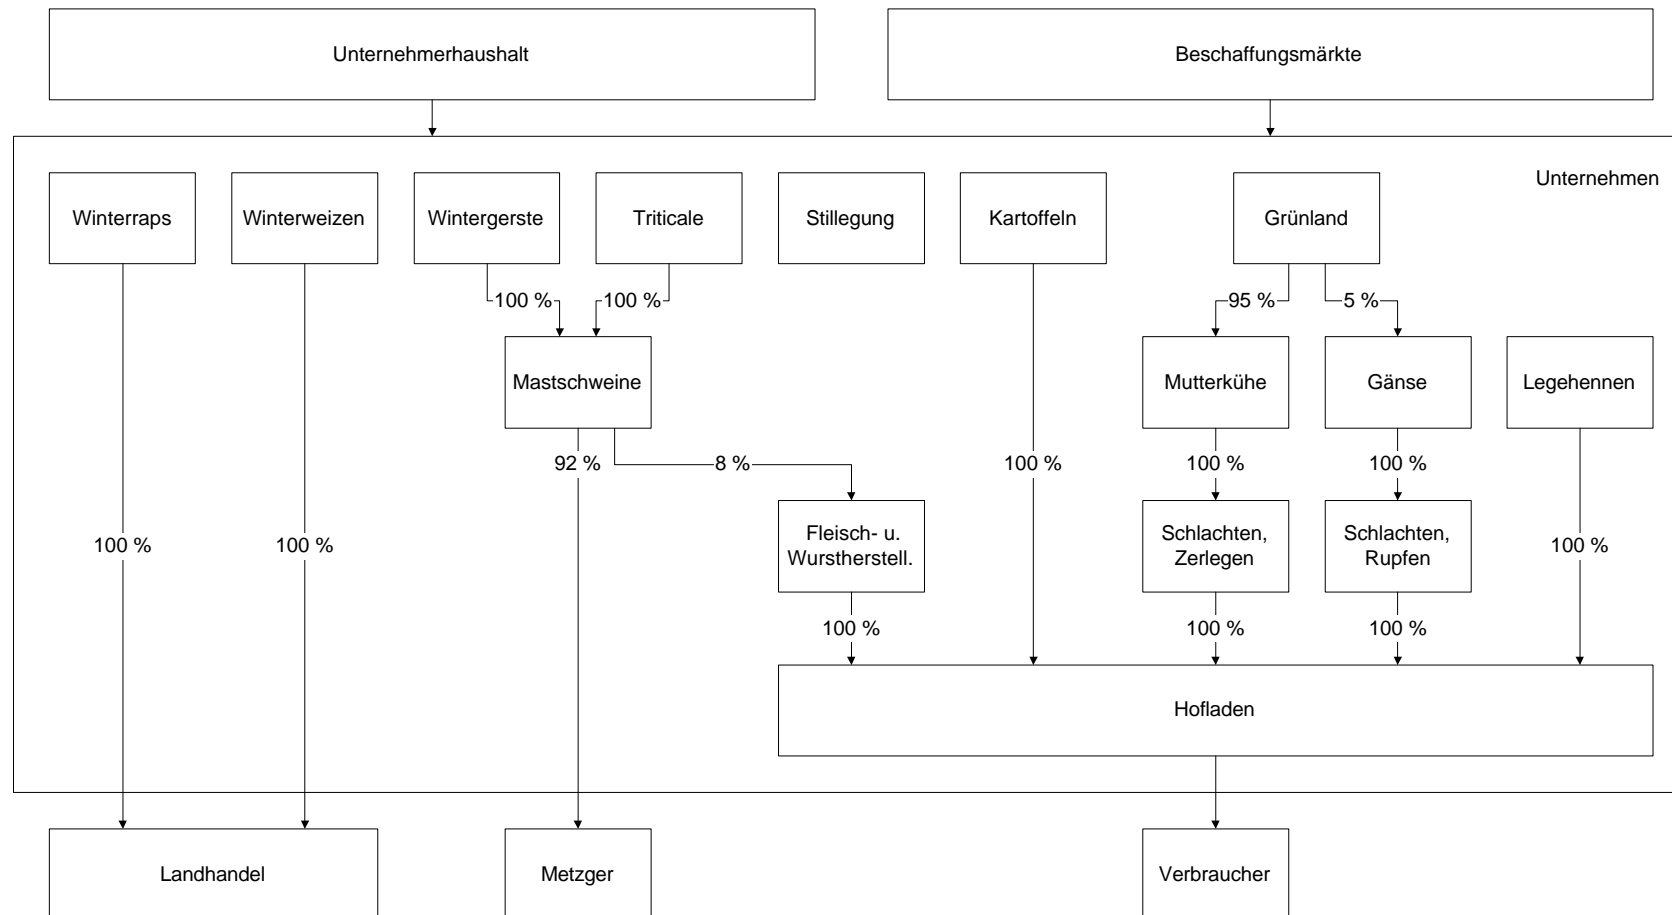 Unternehmerhaushalt
Beschaffungsmärkte
Unternehmen
Winterraps
Winterweizen
Wintergerste
Triticale
Stillegung
Kartoffeln
Grünland
100 %
100 %
95 %
5 %
Mastschweine
Mutterkühe
Gänse
Legehennen
92 %
8 %
100 %
100 %
100 %
100 %
100 %
Fleisch- u.
Wurstherstell.
Schlachten,
Zerlegen
Schlachten,
Rupfen
100 %
100 %
100 %
100 %
Hofladen
Landhandel
Metzger
Verbraucher